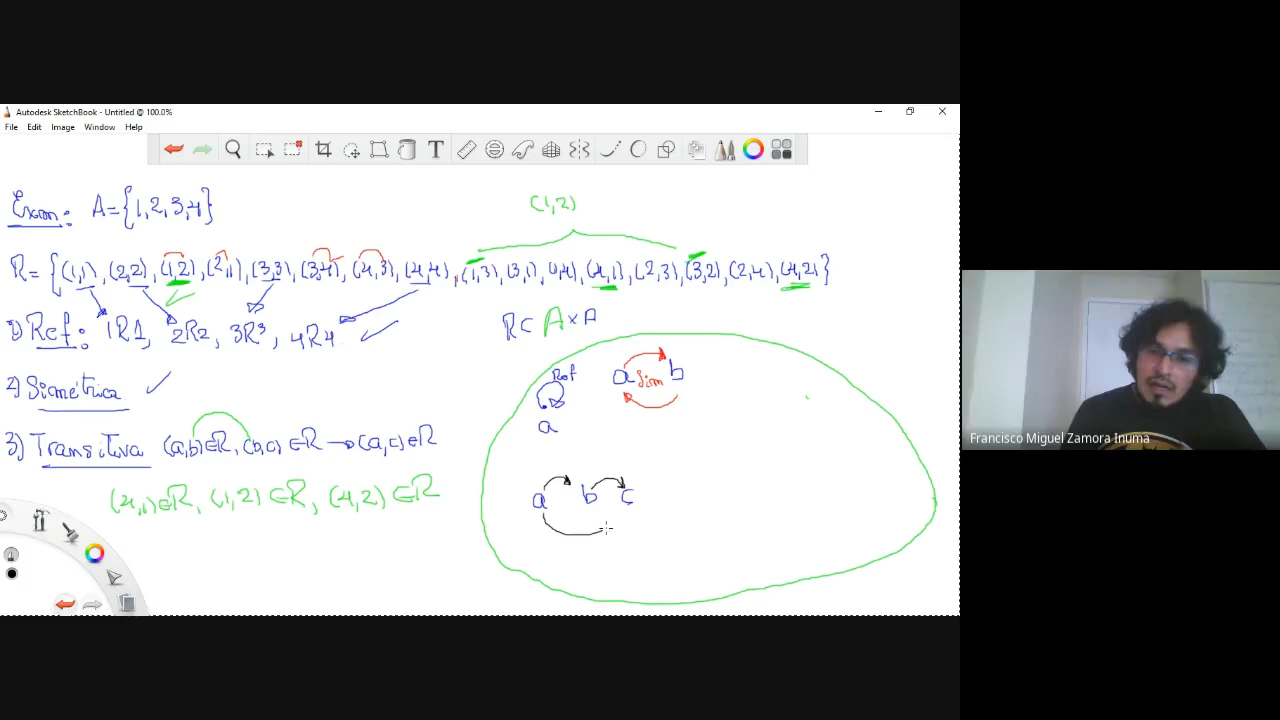 Autodesk SketchBook - Untitled @ 100.0%
File Edit Image Window Help
T
Exam: A={1,2,3,4}
(1,2)
R={(1,1),(2,2),(1,2),(2,1),(3,3),(3,4),(4,3),(4,4),(1,3),(3,1),(1,4),(4,1),(2,3),(3,2),(2,4),(4,2)}
1) Ref: 1R1, 2R2, 3R3, 4R4
R⊂A×A
2) Simétrica
Ref
a
a Sim b
3) Transitiva (a,b)∈R,(b,c)∈R→(a,c)∈R
(4,1)∈R,(1,2)∈R,(4,2)∈R
a b c
Francisco Miguel Zamora Inuma